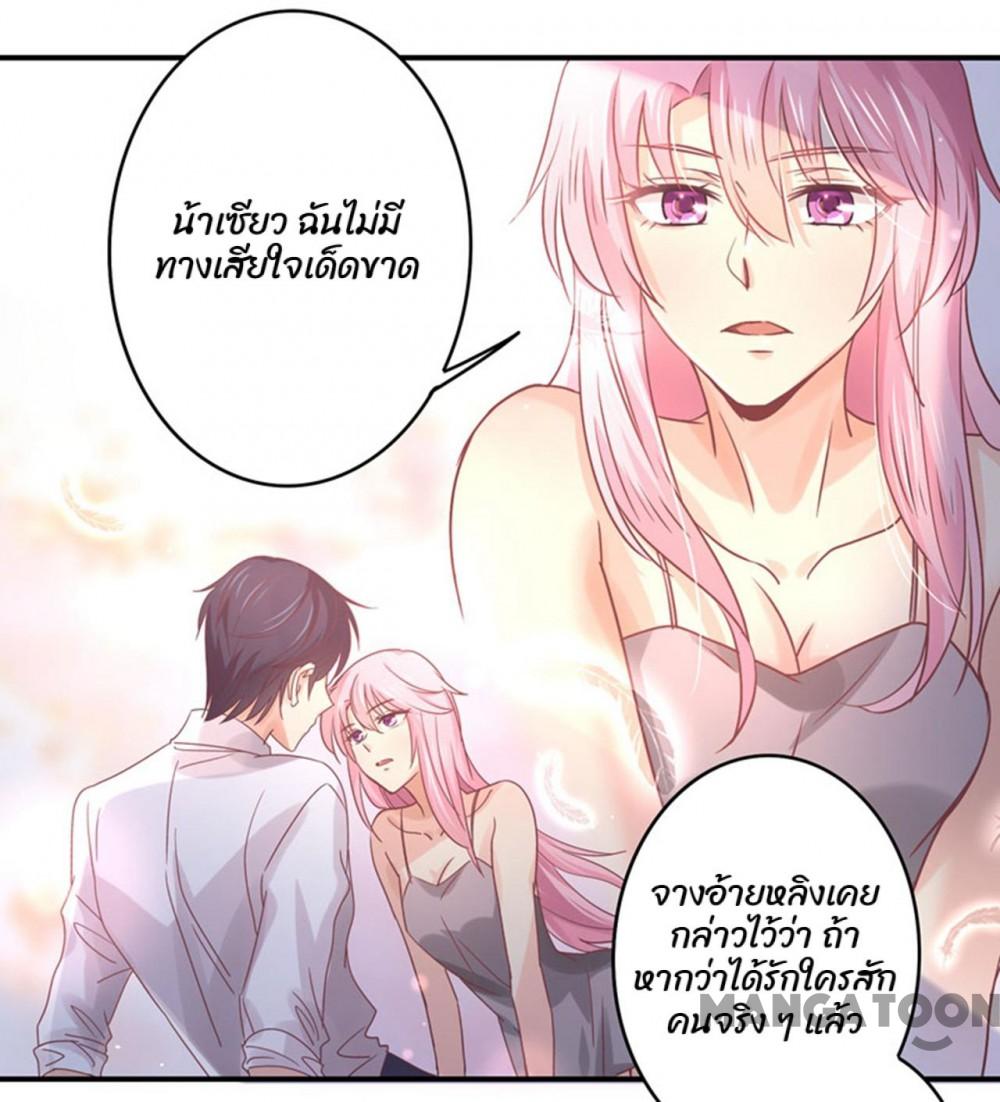 น้าเซียว ฉันไม่มี
ทางเสียใจเด็ดขาด
จางอ้ายหลิงเคย
กล่าวไว้ว่า ถ้า
หากว่าได้รักใครสัก
คนจริง ๆ แล้ว
MANGATOON